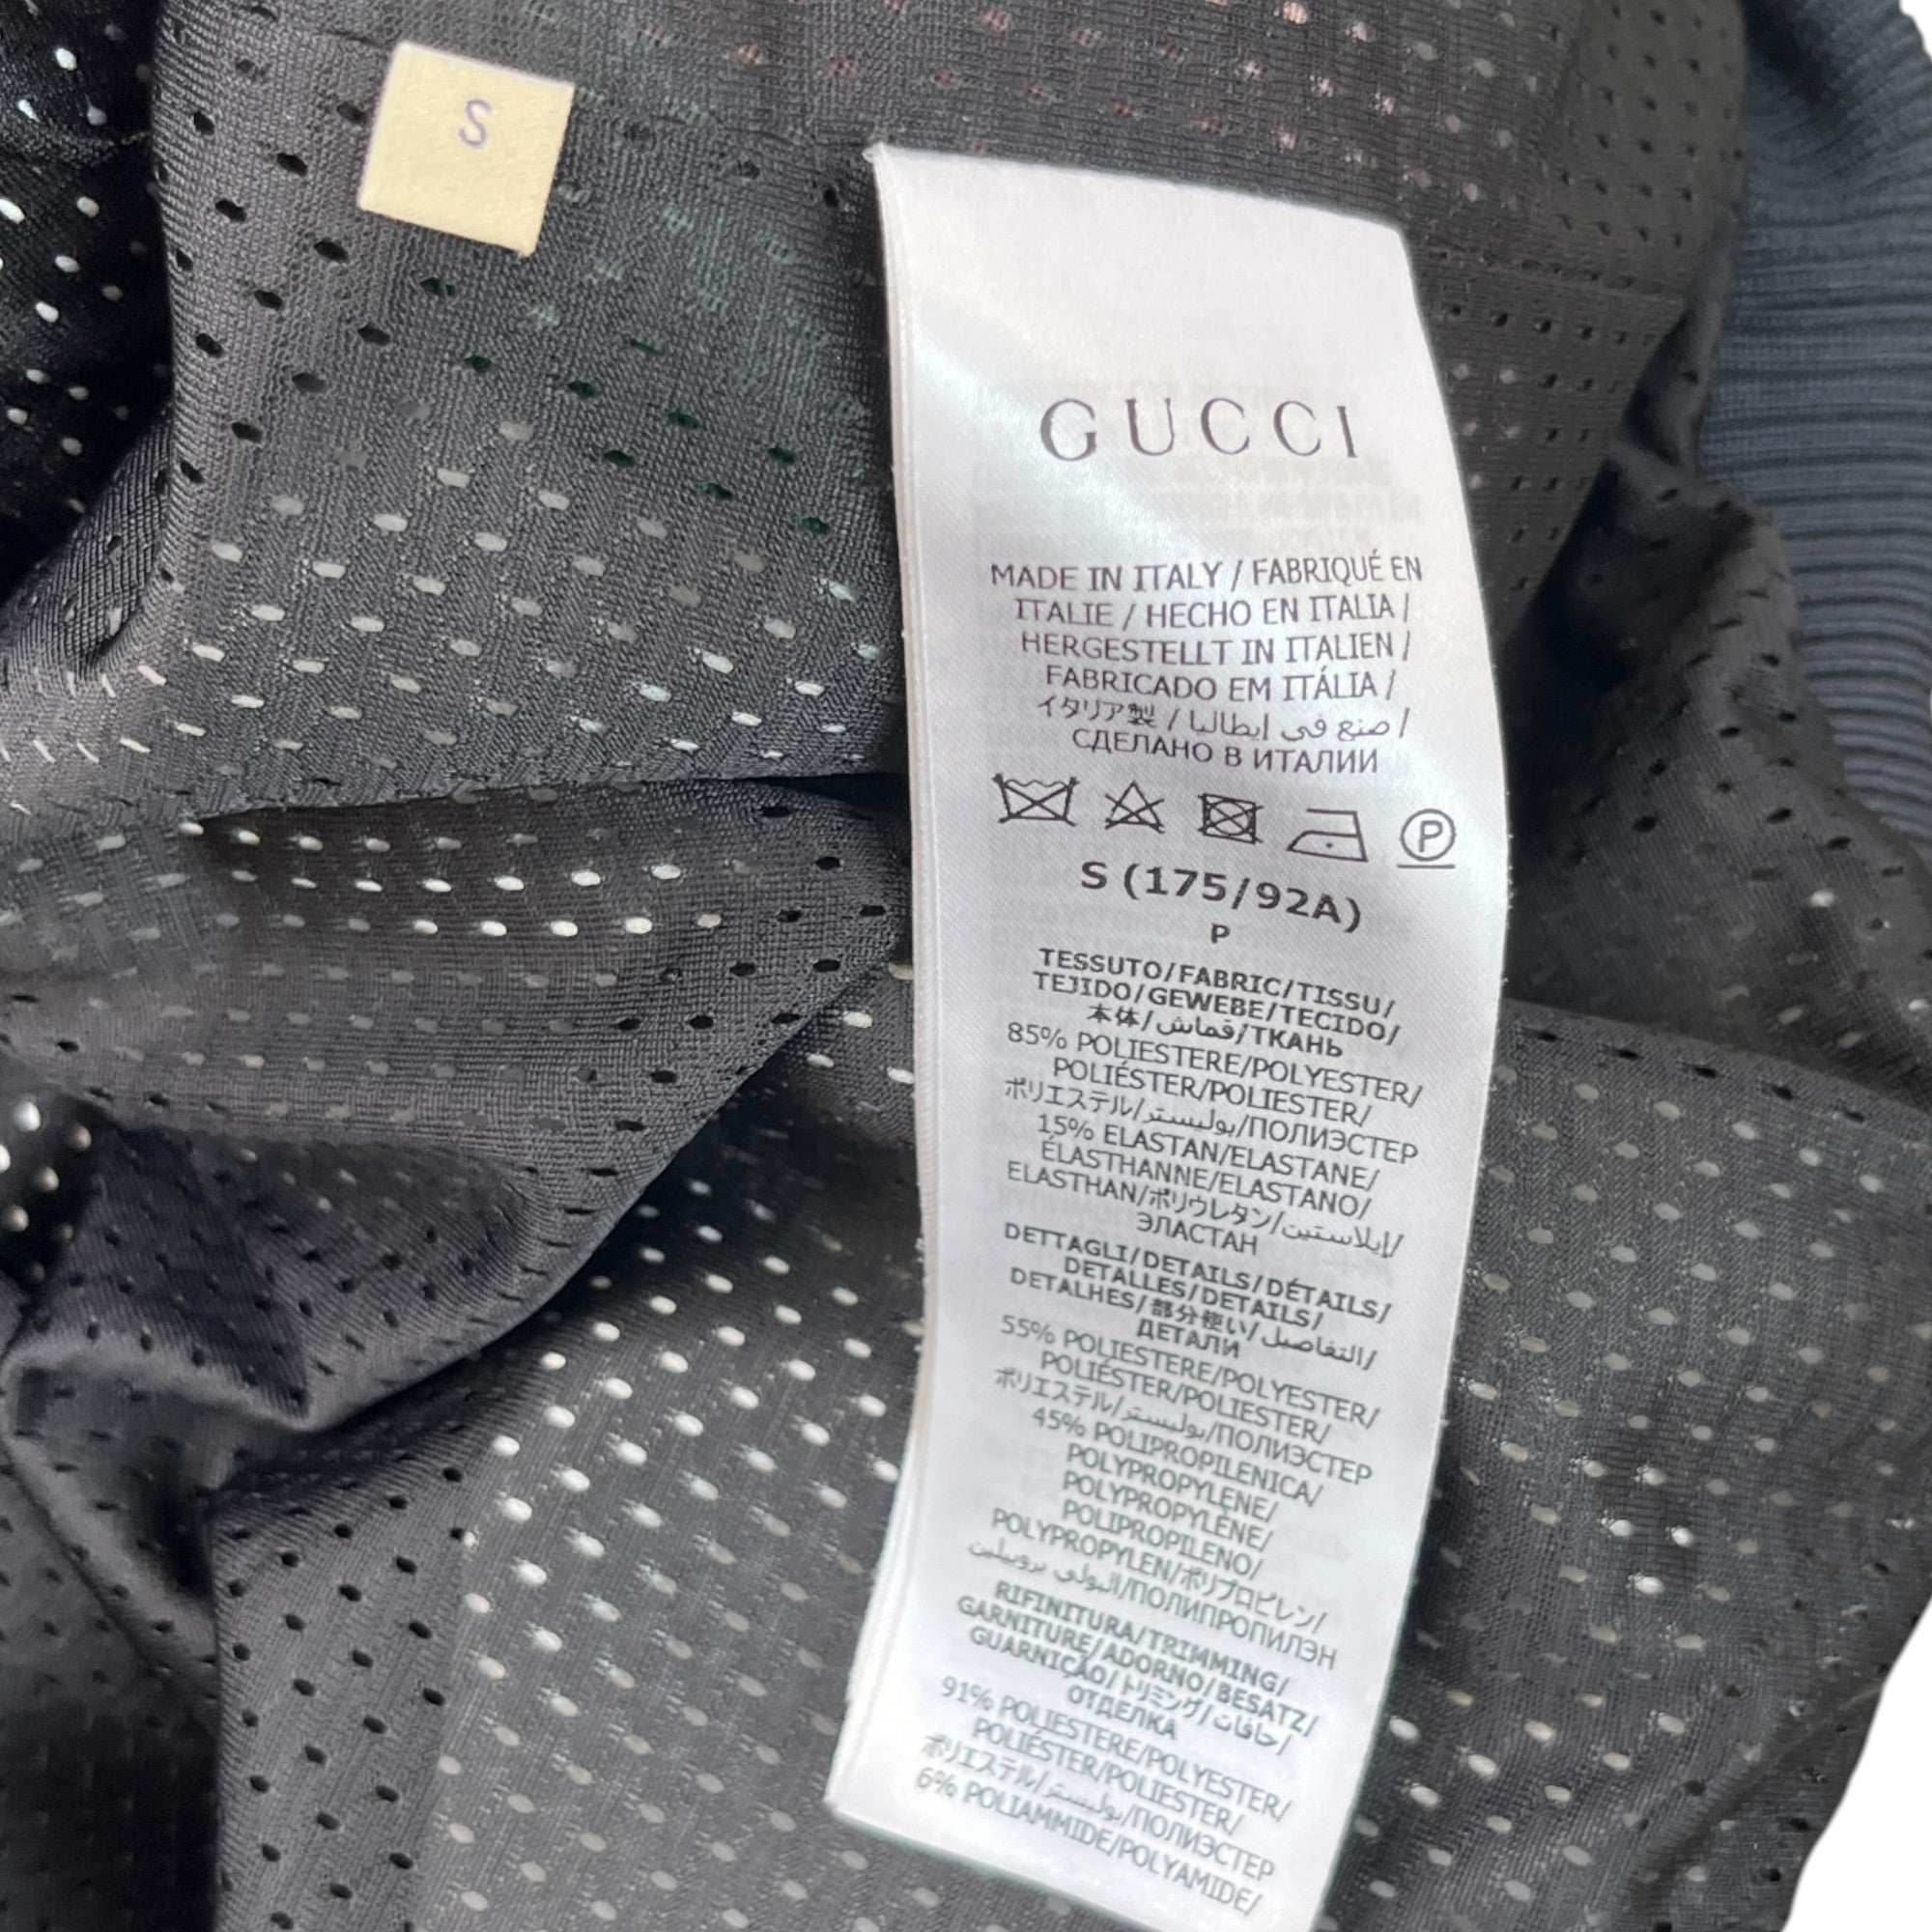 S
GUCCI
MADE IN ITALY / FABRIQUÉ EN
ITALIE / HECHO EN ITALIA /
HERGESTELLT IN ITALIEN /
FABRICADO EM ITÁLIA /
イタリア製 / صنع في إيطاليا /
СДЕЛАНО В ИТАЛИИ
P
S (175/92A)
P
TESSUTO/FABRIC/TISSU/
TEJIDO/GEWEBE/TECIDO/
本体/قماش/ТКАНЬ
85% POLIESTERE/POLYESTER/
POLIÉSTER/POLIESTER/
ポリエステル/بوليستر/ПОЛИЭСТЕР
15% ELASTAN/ELASTANE/
ÉLASTHANNE/ELASTANO/
ELASTHAN/ポリウレタン/إيلاستين/
ЭЛАСТАН
DETTAGLI/DETAILS/DÉTAILS/
DETALLES/DETAILS/
DETALHES/部分使い/التفاصيل/
ДЕТАЛИ
55% POLIESTERE/POLYESTER/
POLIÉSTER/POLIESTER/
ポリエステル/بوليستر/ПОЛИЭСТЕР
45% POLIPROPILENICA/
POLYPROPYLENE/
POLYPROPYLÈNE/
POLIPROPILENO/
POLYPROPYLEN/ポリプロピレン/
البولي بروبيلين/ПОЛИПРОПИЛЭН
RIFINITURA/TRIMMING/
GARNITURE/ADORNO/BESATZ/
GUARNIÇÃO/トリミング/حافات/
ОТДЕЛКА
91% POLIESTERE/POLYESTER/
POLIÉSTER/POLIESTER/
ポリエステル/بوليستر/ПОЛИЭСТЕР
6% POLIAMMIDE/POLYAMIDE/